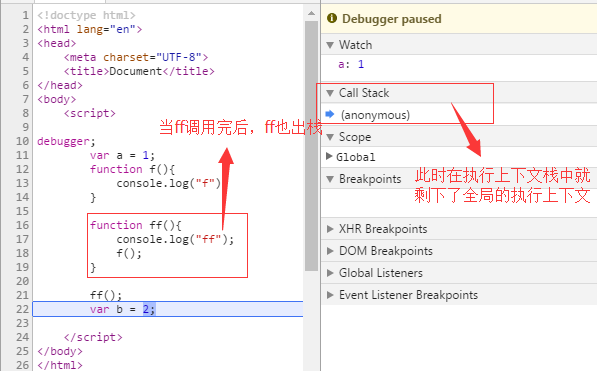 1 <!doctype html>
2 <html lang="en">
3 <head>
4 <meta charset="UTF-8">
5 <title>Document</title>
6 </head>
7 <body>
8 <script>
9
10 debugger;
11 var a = 1;
12 function f(){
13 console.log("f")
14 }
15
16 function ff(){
17 console.log("ff");
18 f();
19 }
20
21 ff();
22 var b = 2;
23
24 </script>
25 </body>
26 </html>
当ff调用完后，ff也出栈
Debugger paused
Watch
a: 1
Call Stack
(anonymous)
Scope
Global
Breakpoints
此时在执行上下文栈中就
剩下了全局的执行上下文
XHR Breakpoints
DOM Breakpoints
Global Listeners
Event Listener Breakpoints